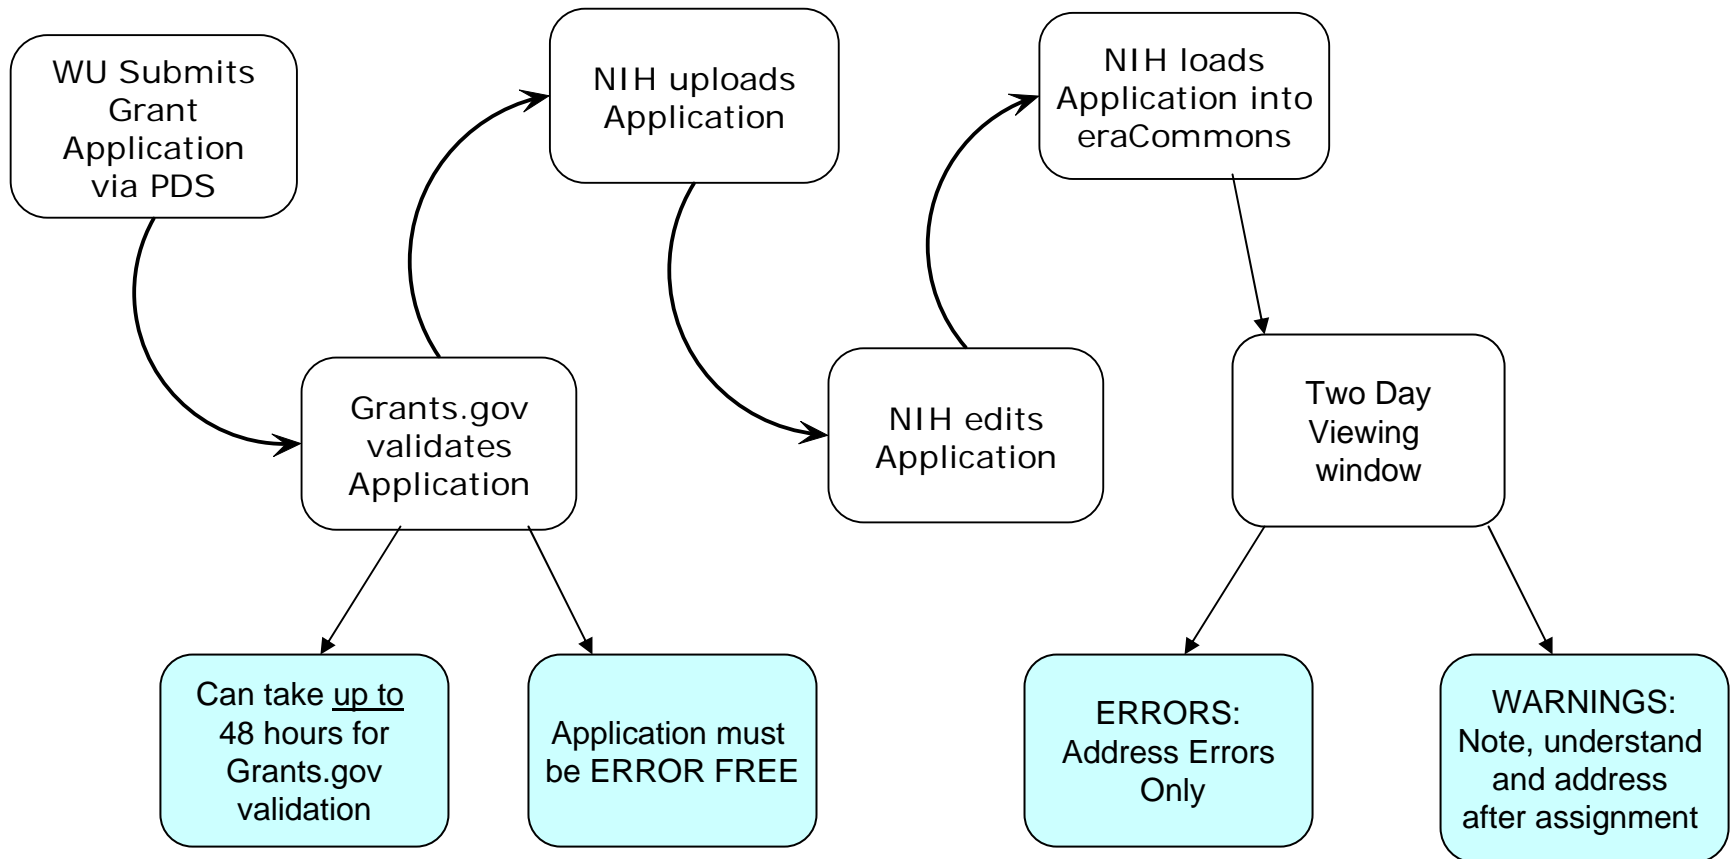 WU Submits
Grant
Application
via PDS
NIH uploads
Application
NIH loads
Application into
eraCommons
Grants.gov
validates
Application
NIH edits
Application
Two Day
Viewing
window
Can take up to
48 hours for
Grants.gov
validation
Application must
be ERROR FREE
ERRORS:
Address Errors
Only
WARNINGS:
Note, understand
and address
after assignment